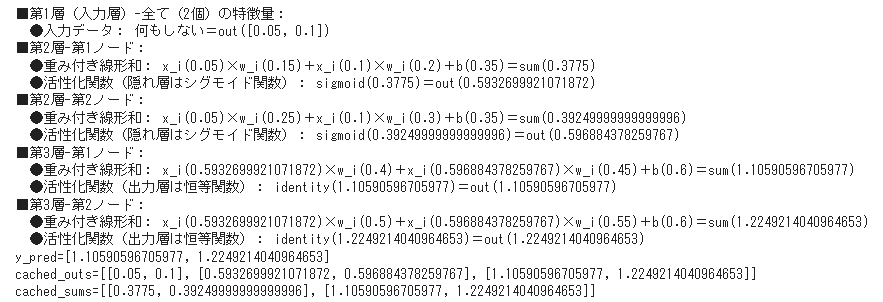 ■第1層(入力層)-全て(2個)の特徴量:
●入力データ: 何もしない=out([0.05, 0.1])
■第2層-第1ノード:
●重み付き線形和: x_i(0.05)×w_i(0.15)+x_i(0.1)×w_i(0.2)+b(0.35)=sum(0.3775)
●活性化関数(隠れ層はシグモイド関数): sigmoid(0.3775)=out(0.5932699921071872)
■第2層-第2ノード:
●重み付き線形和: x_i(0.05)×w_i(0.25)+x_i(0.1)×w_i(0.3)+b(0.35)=sum(0.39249999999999996)
●活性化関数(隠れ層はシグモイド関数): sigmoid(0.39249999999999996)=out(0.596884378259767)
■第3層-第1ノード:
●重み付き線形和: x_i(0.5932699921071872)×w_i(0.4)+x_i(0.596884378259767)×w_i(0.45)+b(0.6)=sum(1.10590596705977)
●活性化関数(出力層は恒等関数): identity(1.10590596705977)=out(1.10590596705977)
■第3層-第2ノード:
●重み付き線形和: x_i(0.5932699921071872)×w_i(0.5)+x_i(0.596884378259767)×w_i(0.55)+b(0.6)=sum(1.2249214040964653)
●活性化関数(出力層は恒等関数): identity(1.2249214040964653)=out(1.2249214040964653)
y_pred=[1.10590596705977, 1.2249214040964653]
cached_outs=[[0.05, 0.1], [0.5932699921071872, 0.596884378259767], [1.10590596705977, 1.2249214040964653]]
cached_sums=[[0.3775, 0.39249999999999996], [1.10590596705977, 1.2249214040964653]]